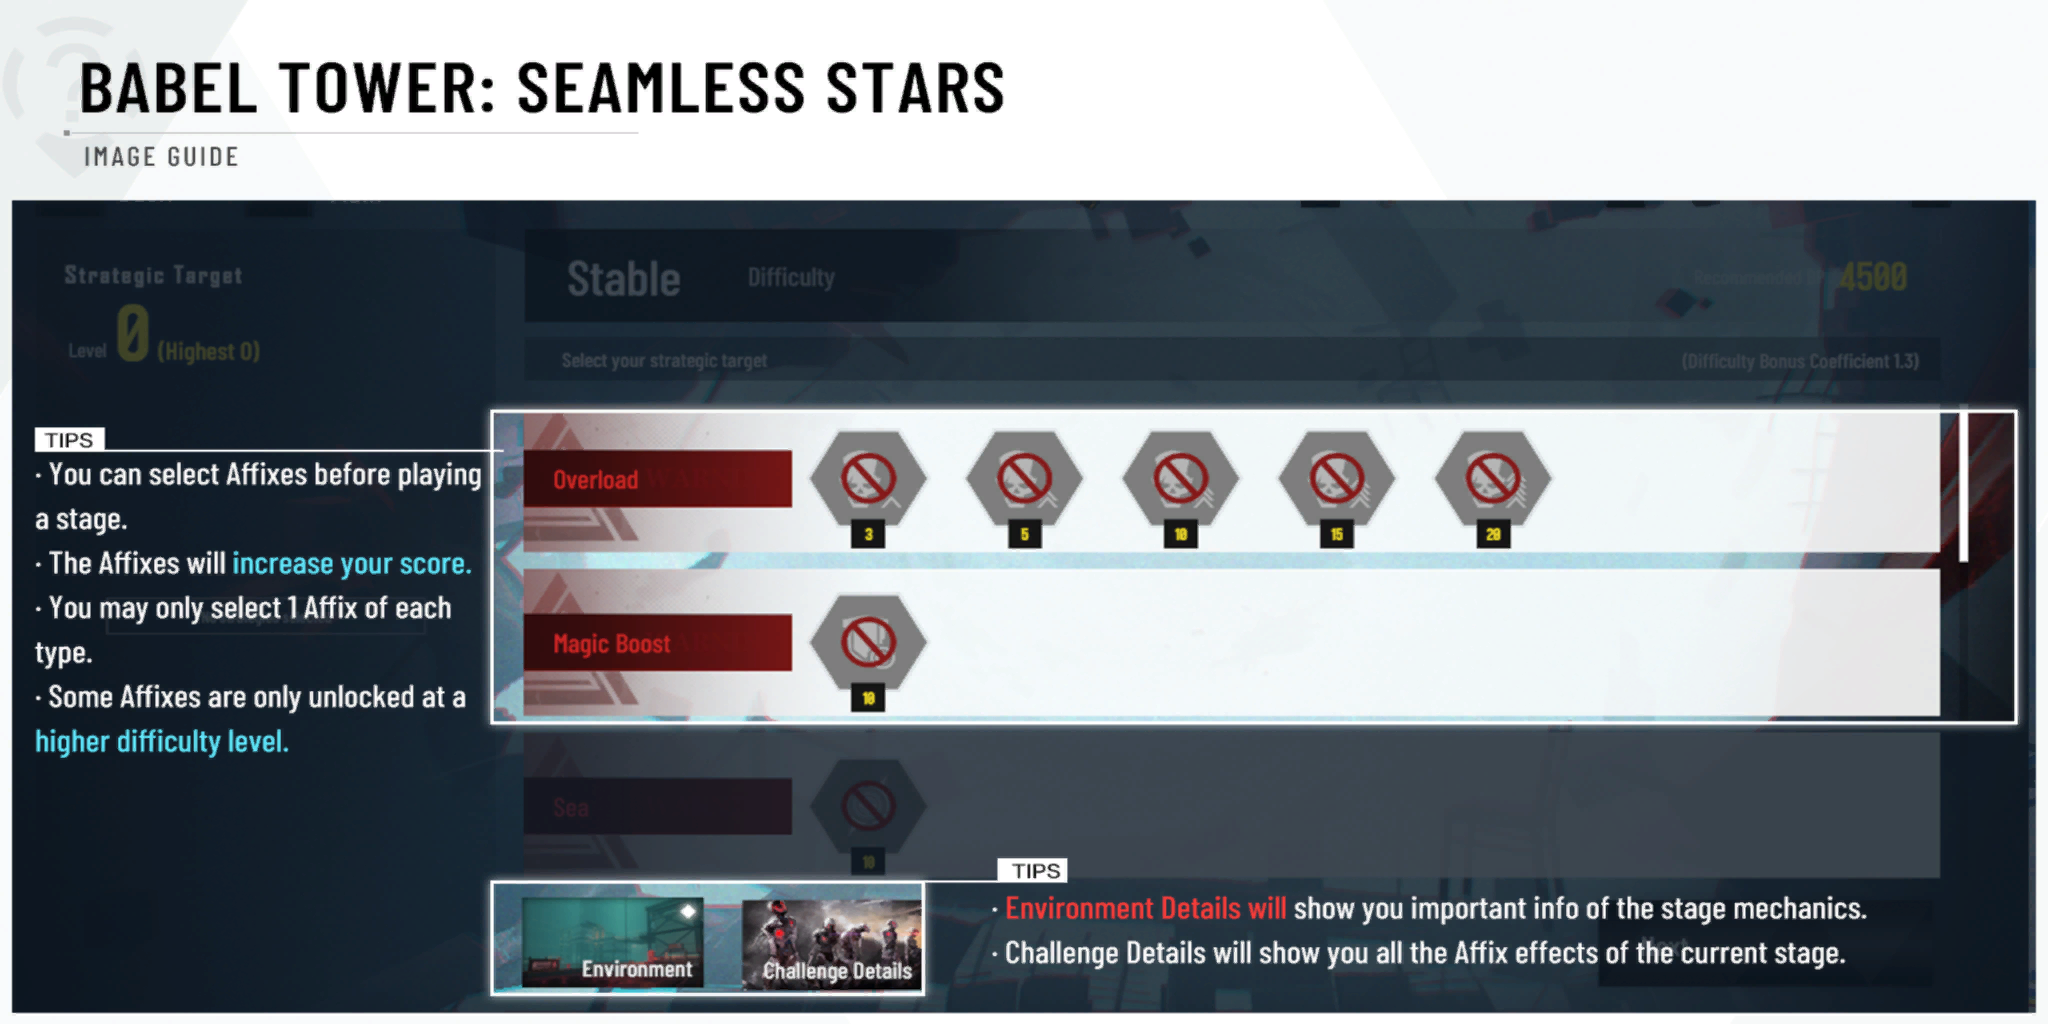 BABEL TOWER: SEAMLESS STARS
IMAGE GUIDE
Strategic Target
Level 0 (Highest 0)
Stable Difficulty
Recommended 4500
Select your strategic target
(Difficulty Bonus Coefficient 1.3)
TIPS
· You can select Affixes before playing
a stage.
· The Affixes will increase your score.
· You may only select 1 Affix of each
type.
· Some Affixes are only unlocked at a
higher difficulty level.
Overload
3 5 10 15 20
Magic Boost
10
Sea
10
Environment
Challenge Details
TIPS
· Environment Details will show you important info of the stage mechanics.
· Challenge Details will show you all the Affix effects of the current stage.
Next